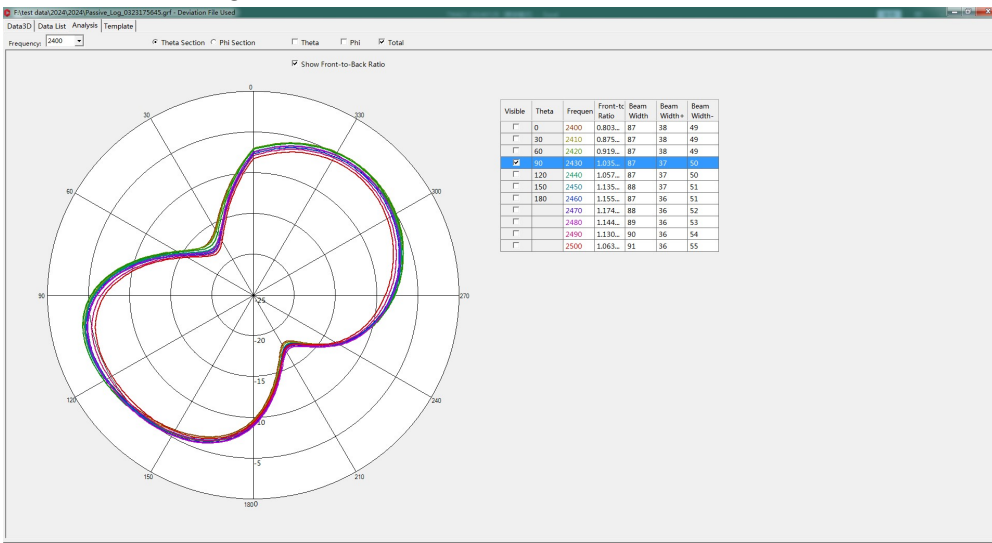 F:\test data\2024\2024\Passive_Log_0323175645.grf - Deviation File Used
Data3D Data List Analysis Template
Frequency: 2400 Theta Section Phi Section Theta Phi Total
Show Front-to-Back Ratio
0
30 330
60 300
90 270
120 240
150 210
1800
-25
-20
-15
-10
-5
Visible Theta Frequen Front-tc Ratio Beam Width Beam Width+ Beam Width-
0 2400 0.803... 87 38 49
30 2410 0.875... 87 38 49
60 2420 0.919... 87 38 49
90 2430 1.035... 87 37 50
120 2440 1.057... 87 37 50
150 2450 1.135... 88 37 51
180 2460 1.155... 87 36 51
2470 1.174... 88 36 52
2480 1.144... 89 36 53
2490 1.130... 90 36 54
2500 1.063... 91 36 55